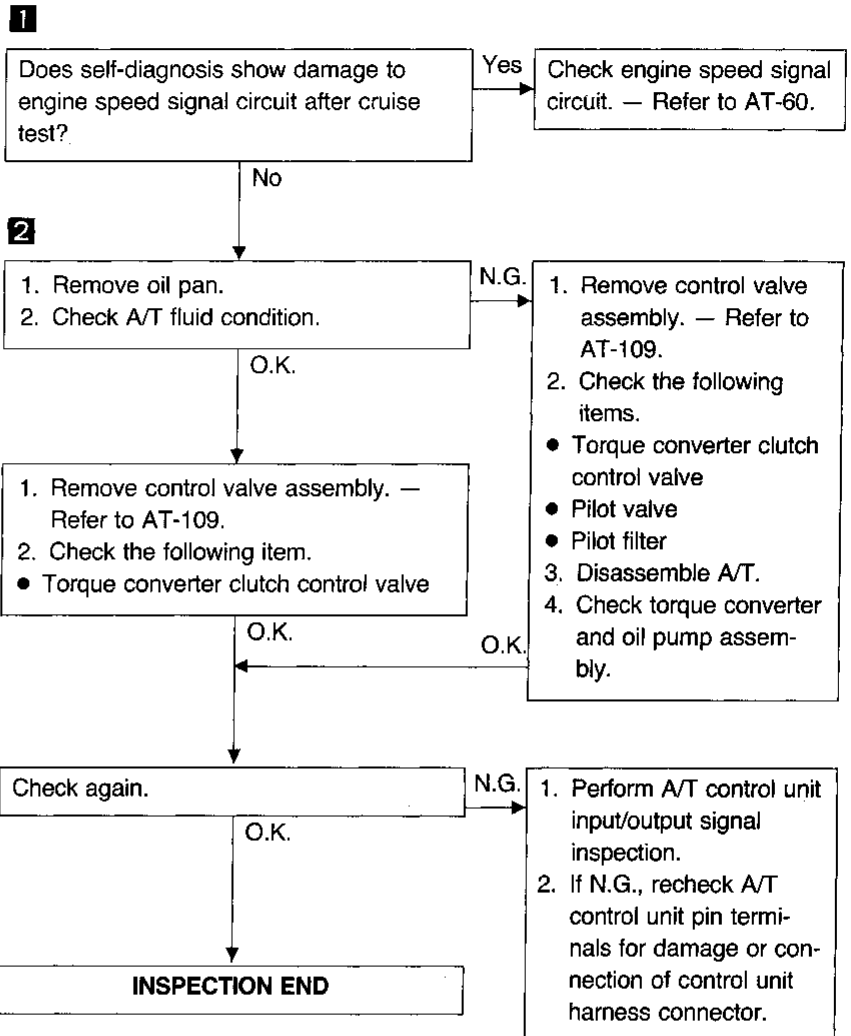 1
Does self-diagnosis show damage to
engine speed signal circuit after cruise
test?
Yes
Check engine speed signal
circuit. — Refer to AT-60.
No
2
1. Remove oil pan.
2. Check A/T fluid condition.
N.G.
1. Remove control valve
assembly. — Refer to
AT-109.
2. Check the following
items.
● Torque converter clutch
control valve
● Pilot valve
● Pilot filter
3. Disassemble A/T.
4. Check torque converter
and oil pump assem-
bly.
O.K.
1. Remove control valve assembly. —
Refer to AT-109.
2. Check the following item.
● Torque converter clutch control valve
O.K.
O.K.
Check again.
N.G.
1. Perform A/T control unit
input/output signal
inspection.
2. If N.G., recheck A/T
control unit pin termi-
nals for damage or con-
nection of control unit
harness connector.
O.K.
INSPECTION END